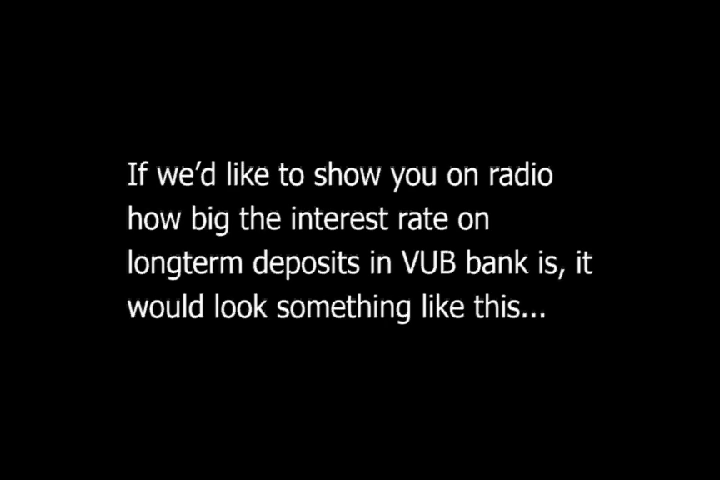 If we’d like to show you on radio
how big the interest rate on
longterm deposits in VUB bank is, it
would look something like this...